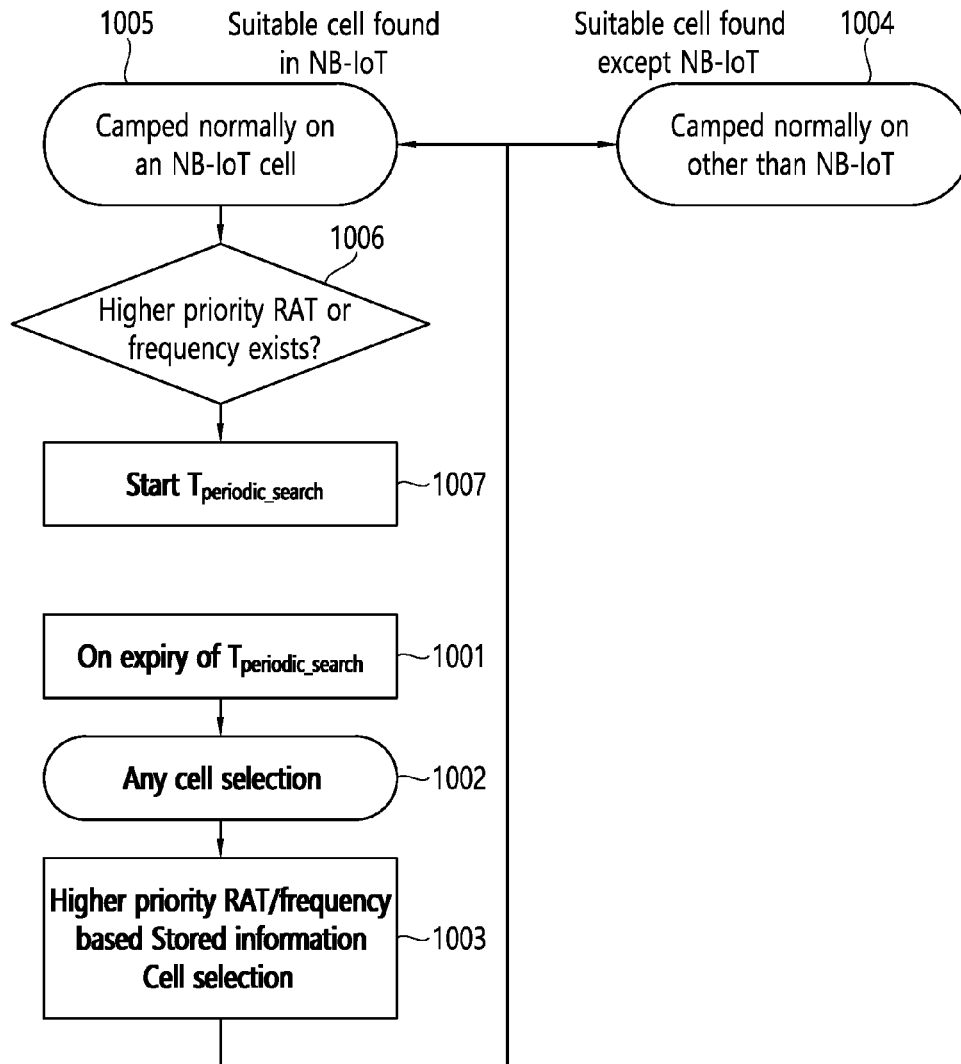 1005
Suitable cell found
in NB-IoT
Suitable cell found
except NB-IoT
1004
Camped normally on
an NB-IoT cell
Camped normally on
other than NB-IoT
1006
Higher priority RAT or
frequency exists?
Start Tperiodic_search
1007
On expiry of Tperiodic_search
1001
Any cell selection
1002
Higher priority RAT/frequency
based Stored information
Cell selection
1003